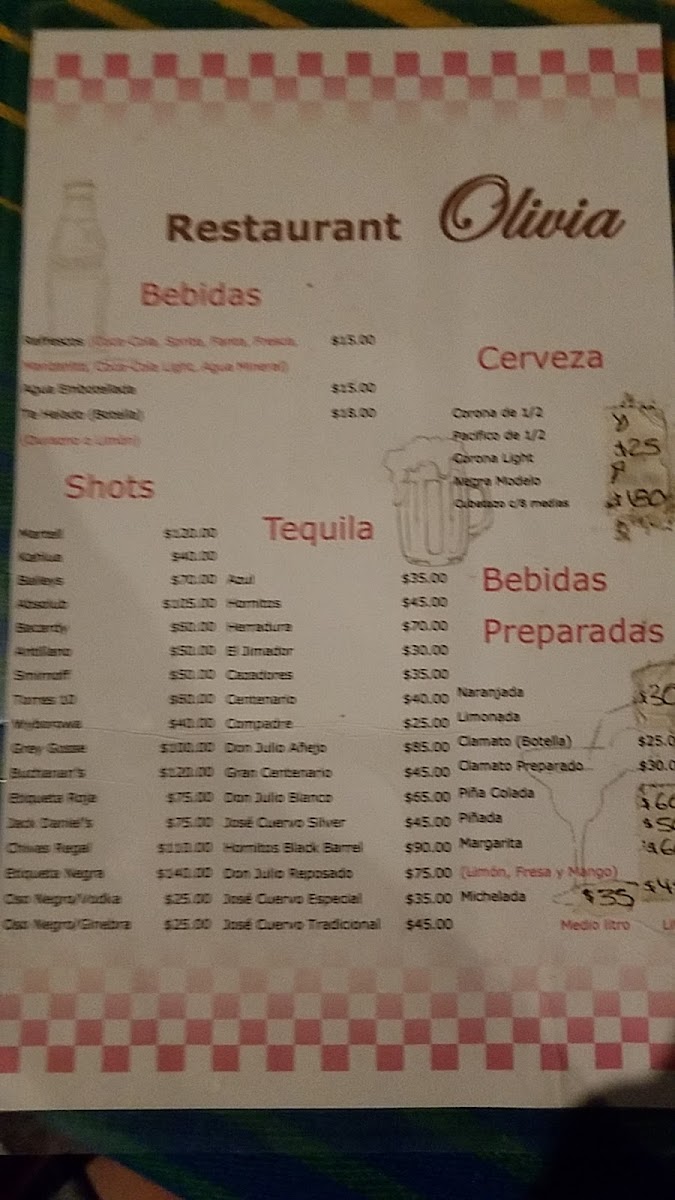 Restaurant Olivia
Bebidas
Refrescos (Coca-Cola, Sprite, Fanta, Fresca, $15.00
Manzanita, Coca-Cola Light, Agua Mineral)
Agua Embotellada $15.00
Te Helado (Botella) $18.00
(Durazno o Limón)
Cerveza
Corona de 1/2
Pacifico de 1/2 $25
Corona Light
Negra Modelo
Cubetazo c/8 medias $180
Shots
Martell $120.00
Kahlua $40.00
Baileys $70.00
Absolut $105.00
Bacardy $60.00
Antillano $50.00
Smirnoff $50.00
Torres 10 $60.00
Wyborowa $40.00
Grey Goose $100.00
Buchanan's $120.00
Etiqueta Roja $75.00
Jack Daniel's $75.00
Chivas Regal $110.00
Etiqueta Negra $140.00
Oso Negro/Vodka $25.00
Oso Negro/Ginebra $25.00
Tequila
Azul $35.00
Hornitos $45.00
Herradura $70.00
El Jimador $30.00
Cazadores $35.00
Centenario $40.00
Compadre $25.00
Don Julio Añejo $85.00
Gran Centenario $45.00
Don Julio Blanco $65.00
José Cuervo Silver $45.00
Hornitos Black Barrel $90.00
Don Julio Reposado $75.00
José Cuervo Especial $35.00
José Cuervo Tradicional $45.00
Bebidas
Preparadas
Naranjada $30
Limonada
Clamato (Botella) $25.0
Clamato Preparado $30.0
Piña Colada $60
Piñada $50
Margarita
(Limón, Fresa y Mango)
Michelada $35 $4
Medio litro Li